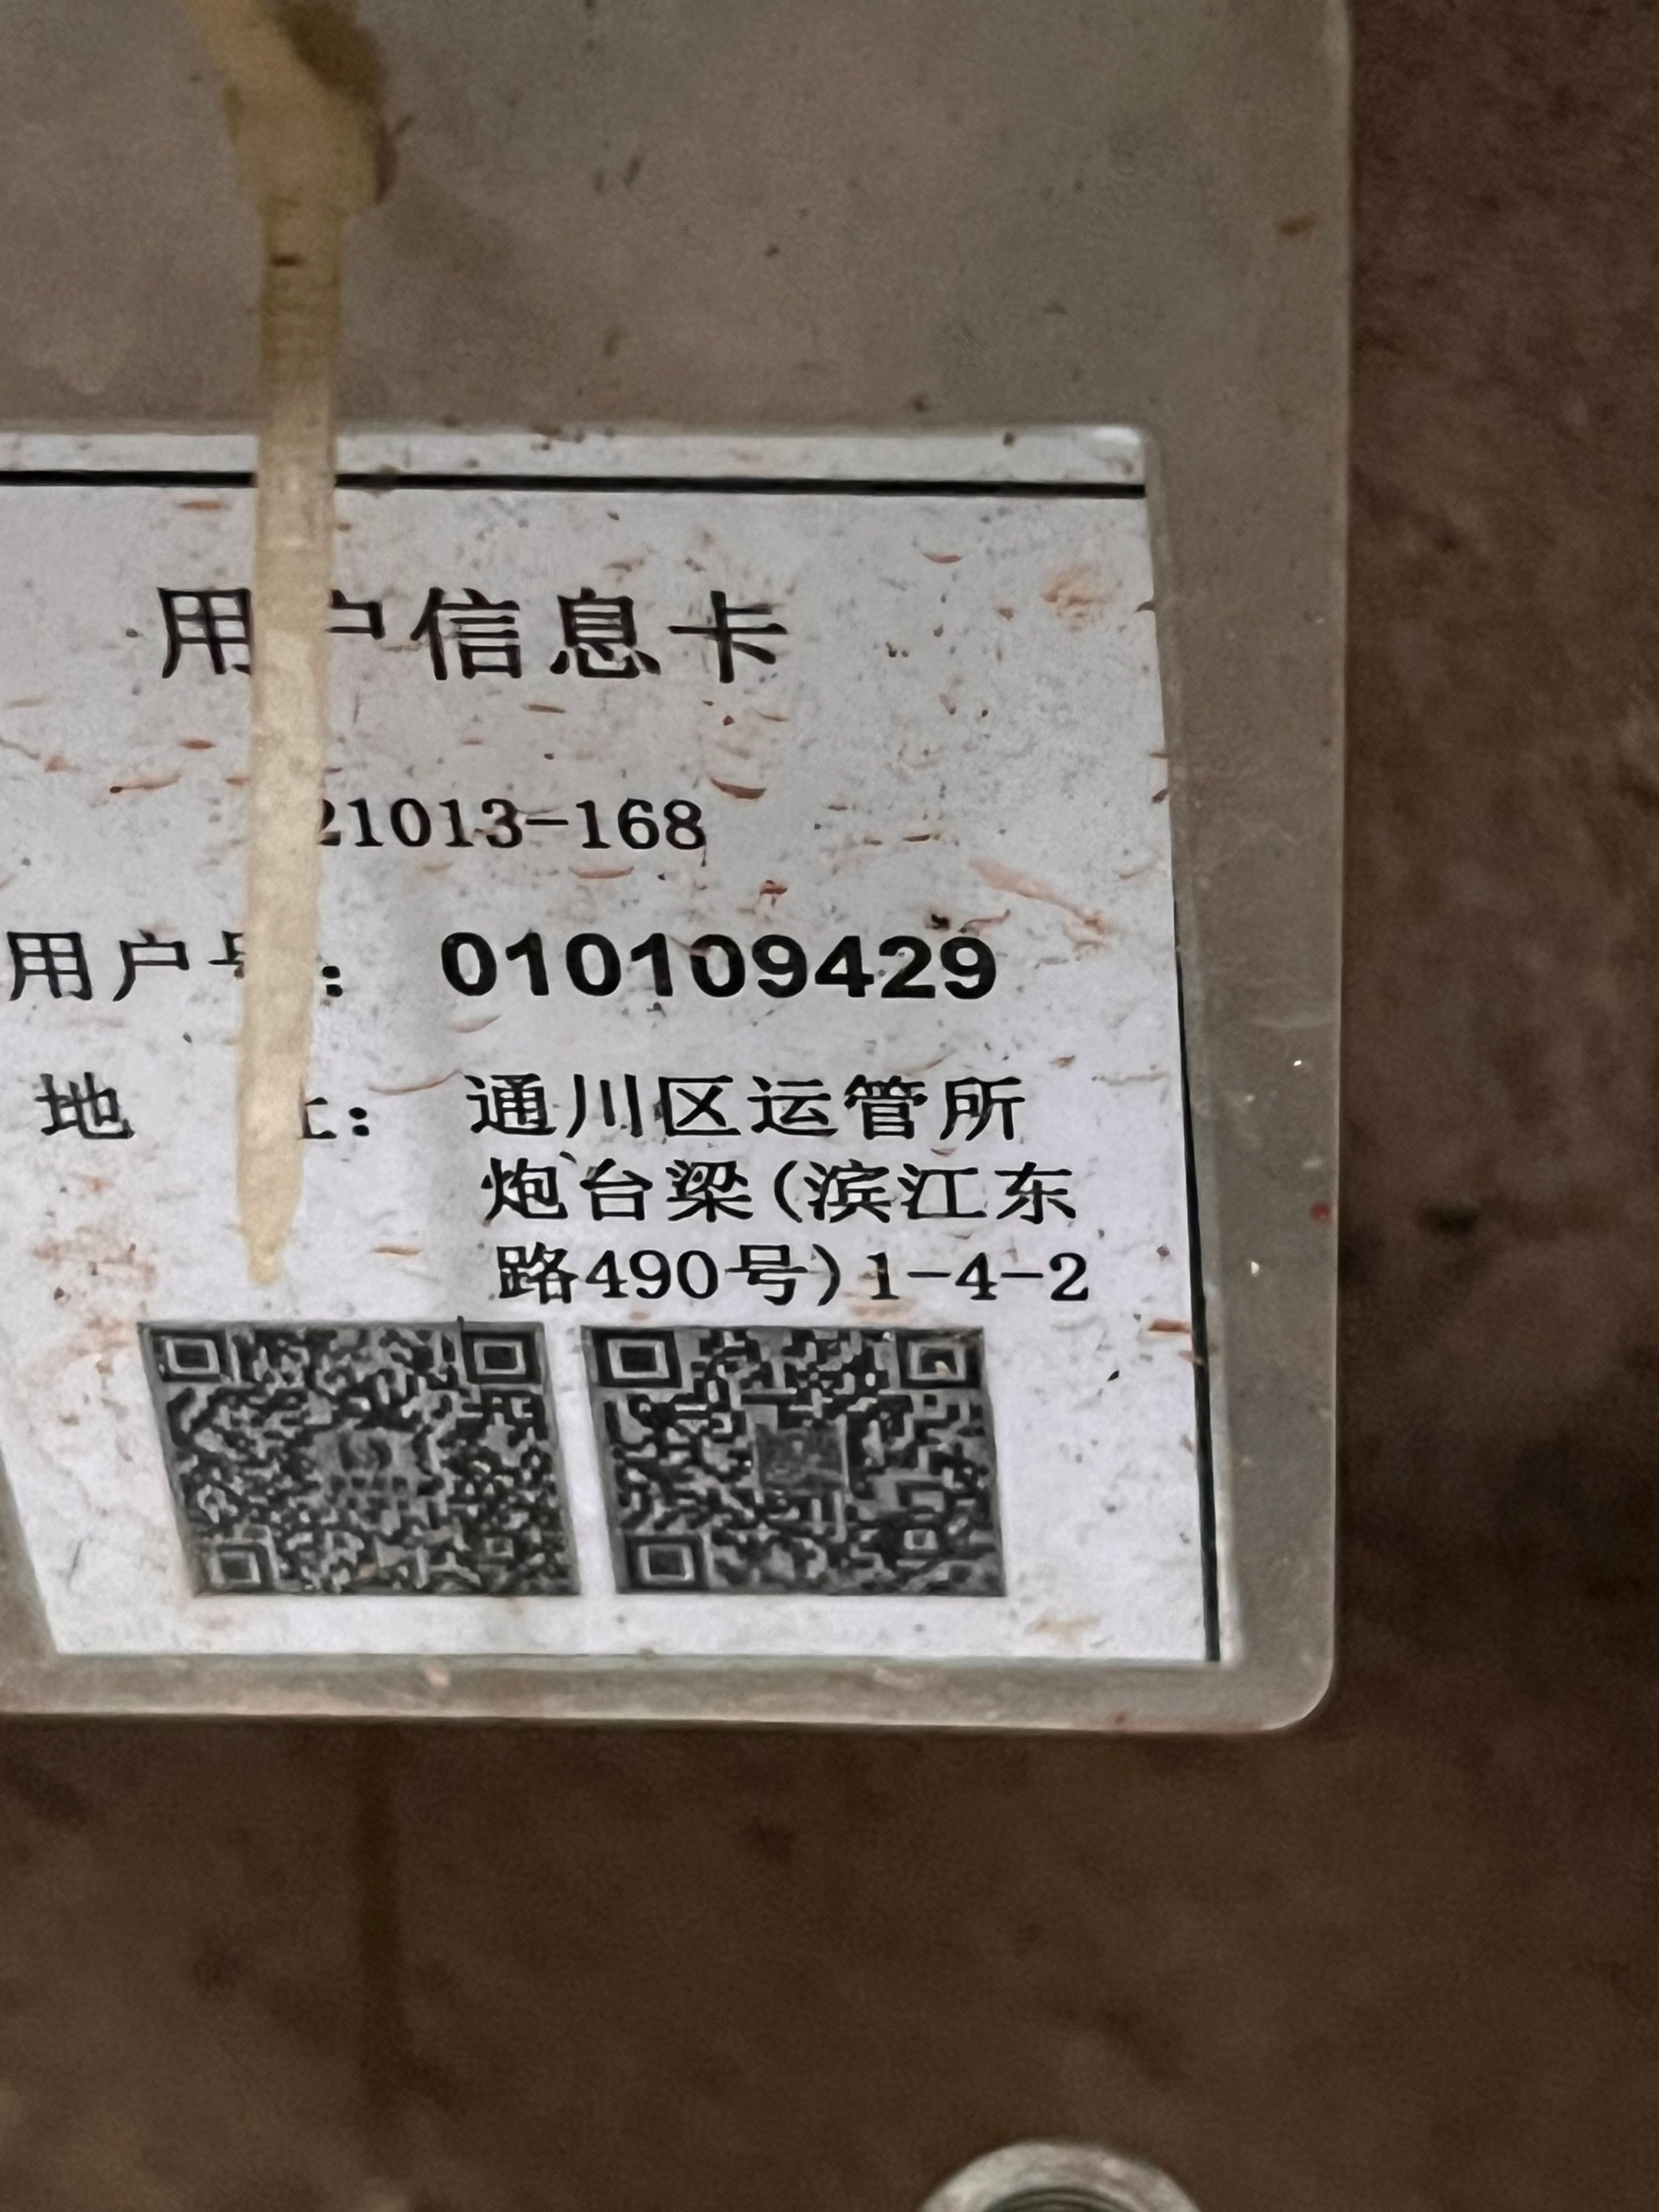 用户信息卡
21013-168
用户号： 010109429
地 址： 通川区运管所
炮台梁(滨江东
路490号)1-4-2